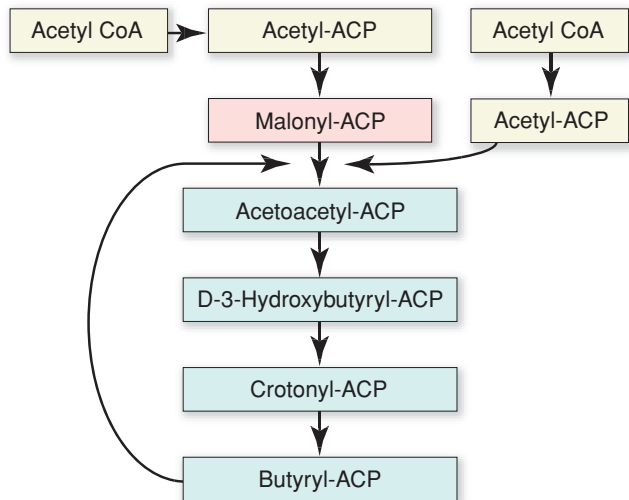 Acetyl CoA
Acetyl-ACP
Acetyl CoA
Malonyl-ACP
Acetyl-ACP
Acetoacetyl-ACP
D-3-Hydroxybutyryl-ACP
Crotonyl-ACP
Butyryl-ACP